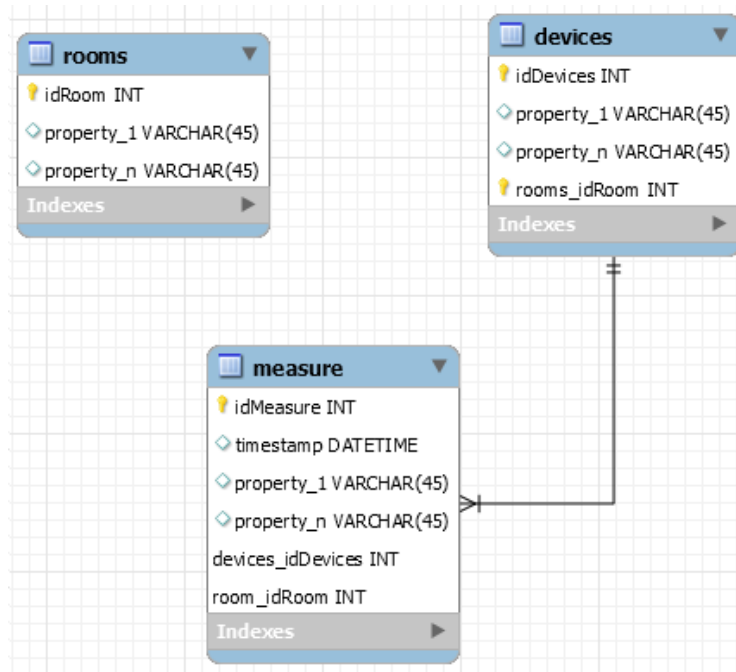 rooms
idRoom INT
property_1 VARCHAR(45)
property_n VARCHAR(45)
Indexes
devices
idDevices INT
property_1 VARCHAR(45)
property_n VARCHAR(45)
rooms_idRoom INT
Indexes
measure
idMeasure INT
timestamp DATETIME
property_1 VARCHAR(45)
property_n VARCHAR(45)
devices_idDevices INT
room_idRoom INT
Indexes